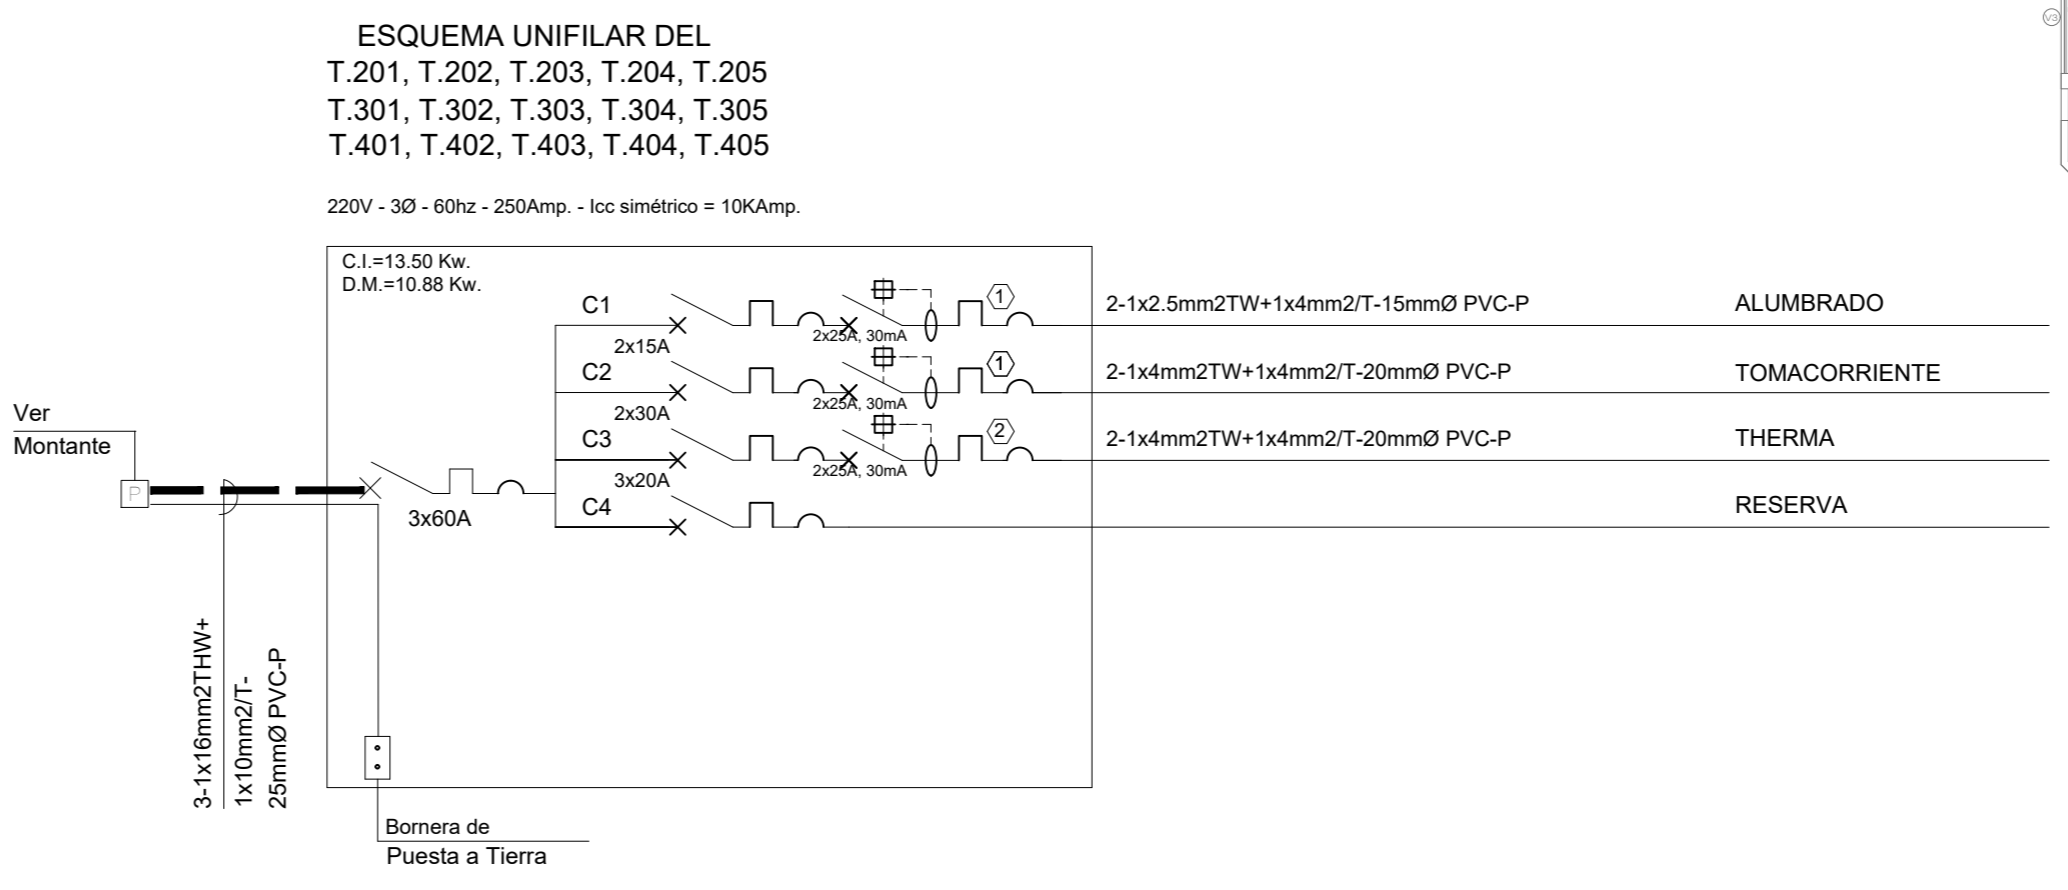 ESQUEMA UNIFILAR DEL
T.201, T.202, T.203, T.204, T.205
T.301, T.302, T.303, T.304, T.305
T.401, T.402, T.403, T.404, T.405
220V - 3Ø - 60hz - 250Amp. - Icc simétrico = 10KAmp.
C.I.=13.50 Kw.
D.M.=10.88 Kw.
C1
2x15A
2x25A, 30mA
1
2-1x2.5mm2TW+1x4mm2/T-15mmØ PVC-P
ALUMBRADO
C2
2x30A
2x25A, 30mA
1
2-1x4mm2TW+1x4mm2/T-20mmØ PVC-P
TOMACORRIENTE
C3
3x20A
2x25A, 30mA
2
2-1x4mm2TW+1x4mm2/T-20mmØ PVC-P
THERMA
C4
RESERVA
Ver
Montante
P
3x60A
3-1x16mm2THW+
1x10mm2/T-
25mmØ PVC-P
Bornera de
Puesta a Tierra
V3